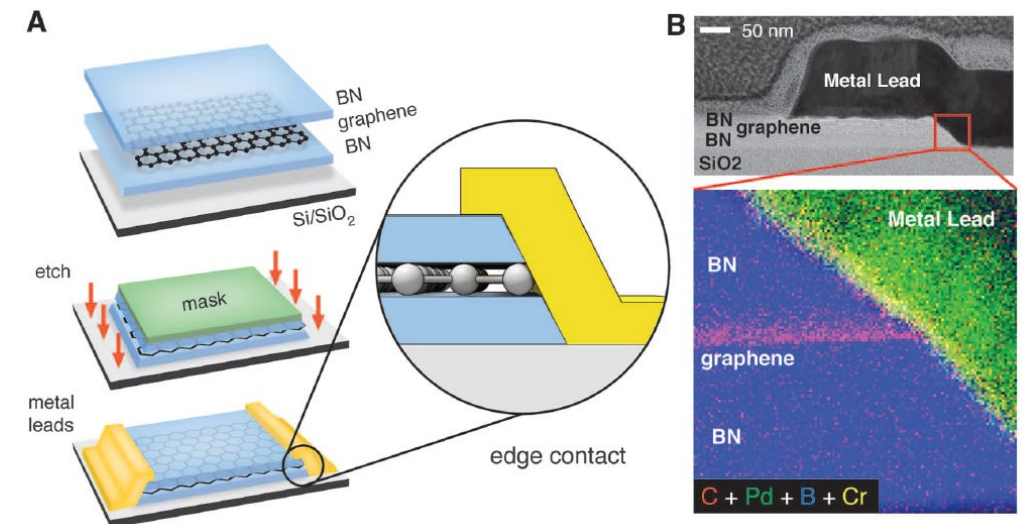 A
BN
graphene
BN
Si/SiO2
etch
mask
metal
leads
edge contact
B
50 nm
Metal Lead
BN
graphene
BN
SiO2
Metal Lead
BN
graphene
BN
C + Pd + B + Cr